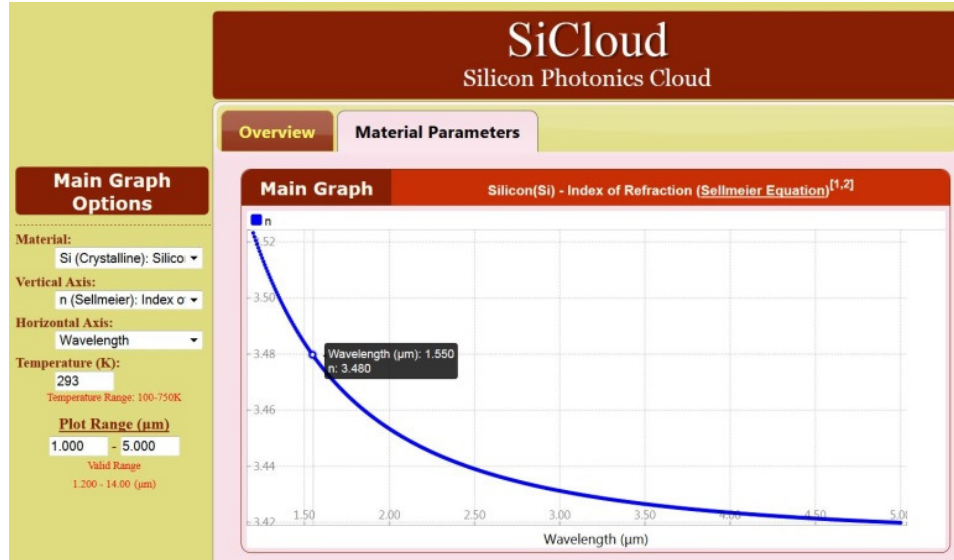 SiCloud
Silicon Photonics Cloud
Overview
Material Parameters
Main Graph
Options
Material:
Si (Crystalline): Silico
Vertical Axis:
n (Sellmeier): Index o
Horizontal Axis:
Wavelength
Temperature (K):
293
Temperature Range: 100-750K
Plot Range (µm)
1.000 - 5.000
Valid Range
1.200 - 14.00 (µm)
Main Graph
Silicon(Si) - Index of Refraction (Sellmeier Equation)[1,2]
n
3.52
3.50
3.48
Wavelength (µm): 1.550
n: 3.480
3.46
3.44
3.42
1.50 2.00 2.50 3.00 3.50 4.00 4.50 5.00
Wavelength (µm)